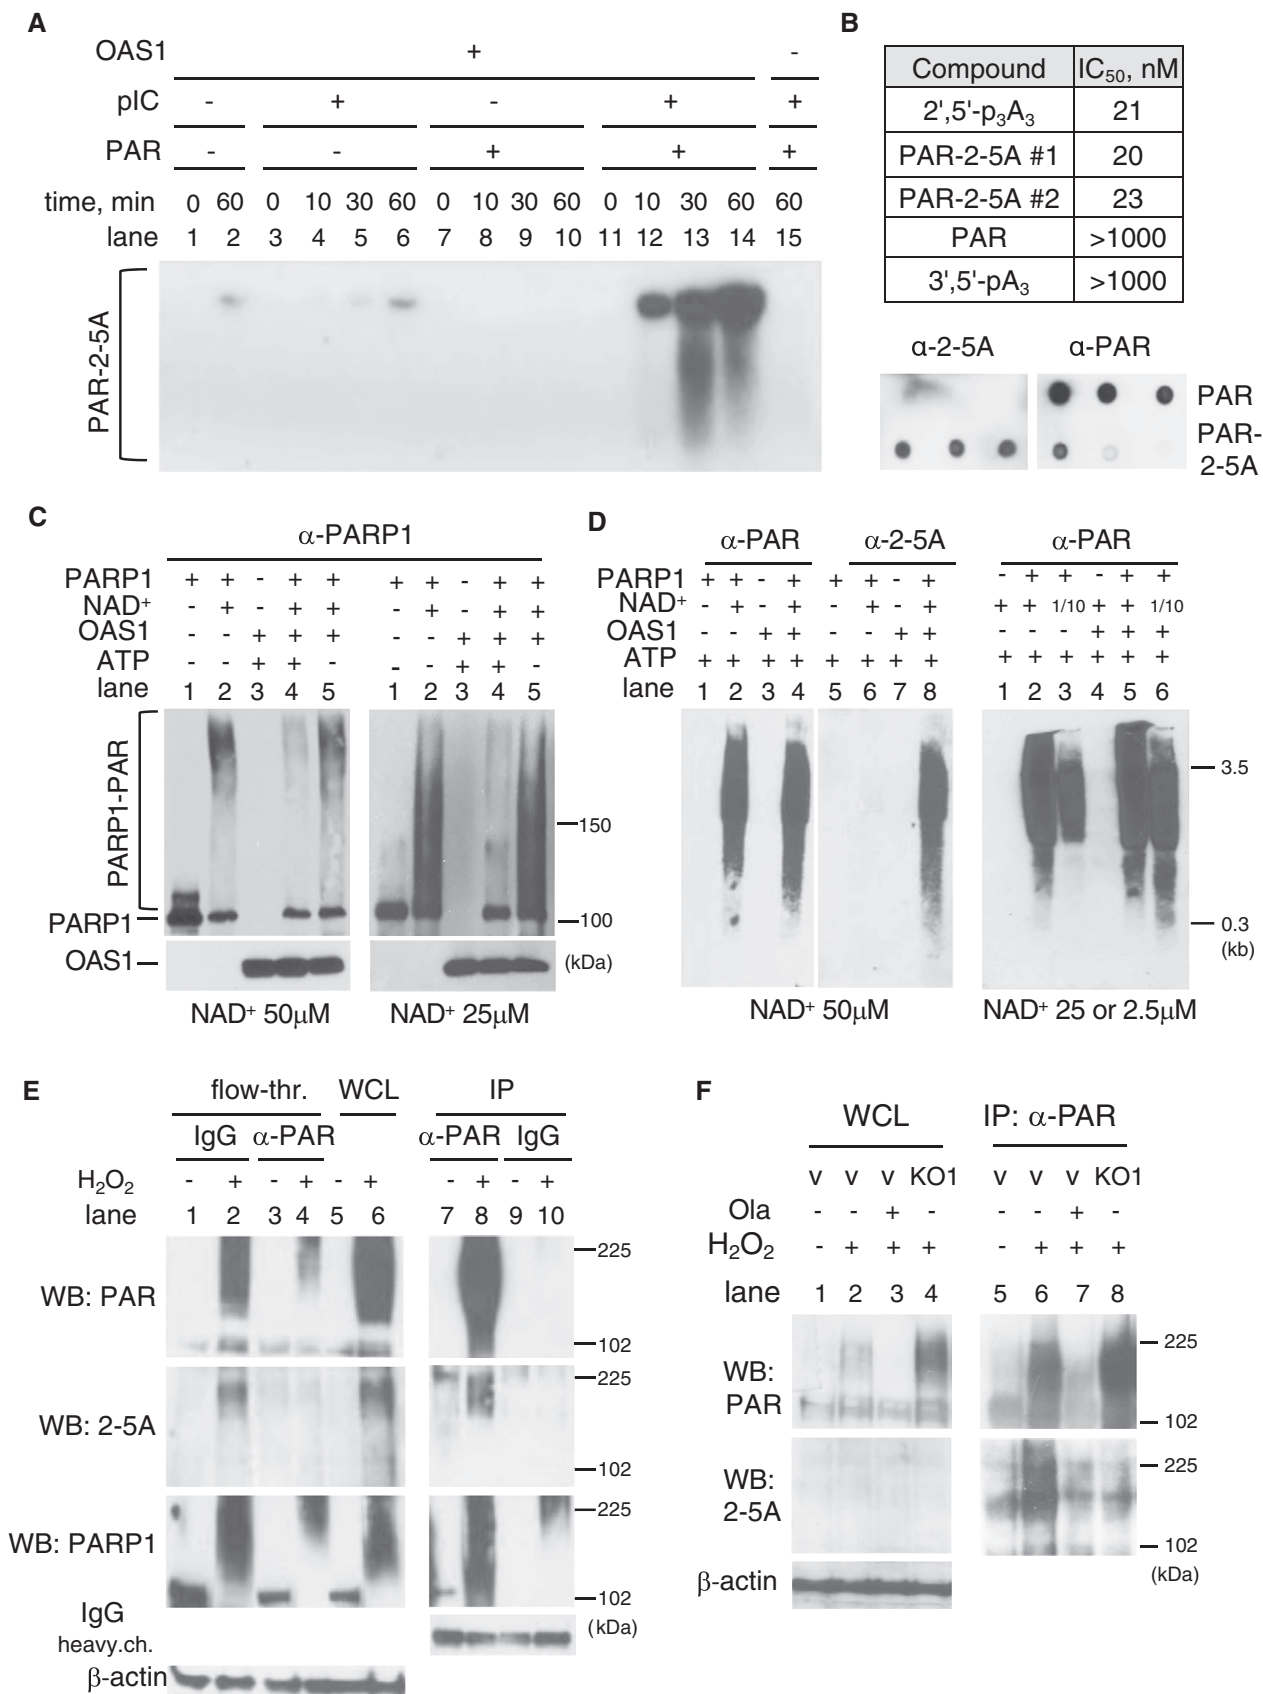 A
OAS1 + -
pIC - + - + +
PAR - - + + +
time, min 0 60 0 10 30 60 0 10 30 60 0 10 30 60 60
lane 1 2 3 4 5 6 7 8 9 10 11 12 13 14 15
PAR-2-5A
B
Compound IC50, nM
2',5'-p3A3 21
PAR-2-5A #1 20
PAR-2-5A #2 23
PAR >1000
3',5'-pA3 >1000
α-2-5A α-PAR
PAR
PAR-
2-5A
C
α-PARP1
PARP1 + + - + + + + - + +
NAD+ - + - + + - + - + +
OAS1 - - + + + - - + + +
ATP - - + + - - - + + -
lane 1 2 3 4 5 1 2 3 4 5
PARP1-PAR
150
PARP1
100
OAS1
(kDa)
NAD+ 50μM NAD+ 25μM
D
α-PAR α-2-5A α-PAR
PARP1 + + - + + + - + - + + - + +
NAD+ - + - + - + - + + + 1/10 + + 1/10
OAS1 - - + + - - + + - - - + + +
ATP + + + + + + + + + + + + + +
lane 1 2 3 4 5 6 7 8 1 2 3 4 5 6
3.5
0.3
(kb)
NAD+ 50μM NAD+ 25 or 2.5μM
E
flow-thr. WCL IP
IgG α-PAR α-PAR IgG
H2O2 - + - + - + - + - +
lane 1 2 3 4 5 6 7 8 9 10
WB: PAR
225
102
WB: 2-5A
225
102
WB: PARP1
225
102
IgG
heavy.ch.
(kDa)
β-actin
F
WCL IP: α-PAR
v v v KO1 v v v KO1
Ola - - + - - - + -
H2O2 - + + + - + + +
lane 1 2 3 4 5 6 7 8
WB:
PAR
225
102
WB:
2-5A
225
102
(kDa)
β-actin